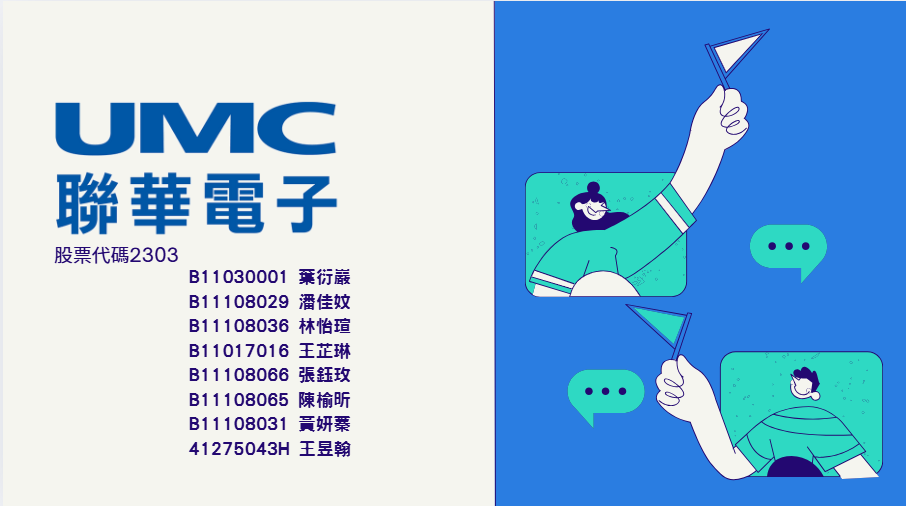 UMC
聯華電子
股票代碼2303
B11030001 葉衍巖
B11108029 潘佳妏
B11108036 林怡瑄
B11017016 王芷琳
B11108066 張鈺玫
B11108065 陳榆昕
B11108031 黃妍蓁
41275043H 王昱翰